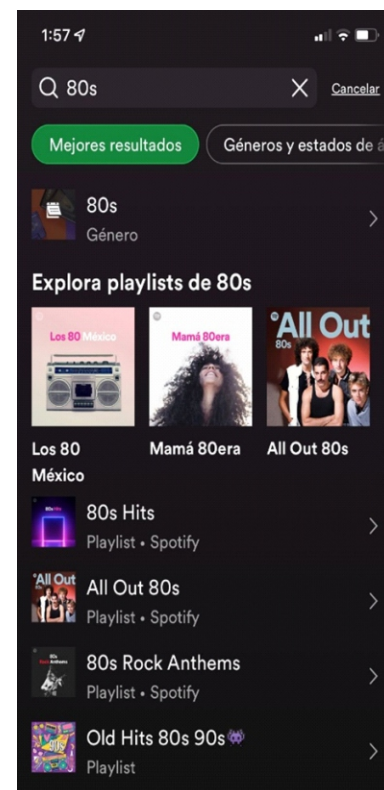 1:57
80s
Cancelar
Mejores resultados
Géneros y estados de á
80s
Género
Explora playlists de 80s
Los 80 México
Mamá 80era
All Out
80s
Los 80
México
Mamá 80era
All Out 80s
80s Hits
Playlist • Spotify
All Out
All Out 80s
Playlist • Spotify
80s Rock Anthems
Playlist • Spotify
Old Hits 80s 90s👾
Playlist